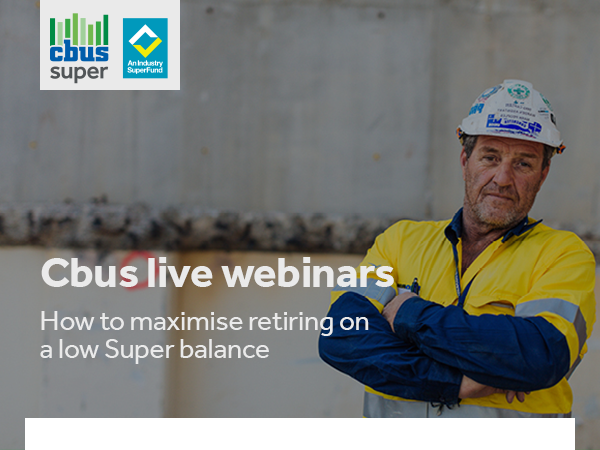 cbus
super
An Industry
SuperFund
Cbus live webinars
How to maximise retiring on
a low Super balance